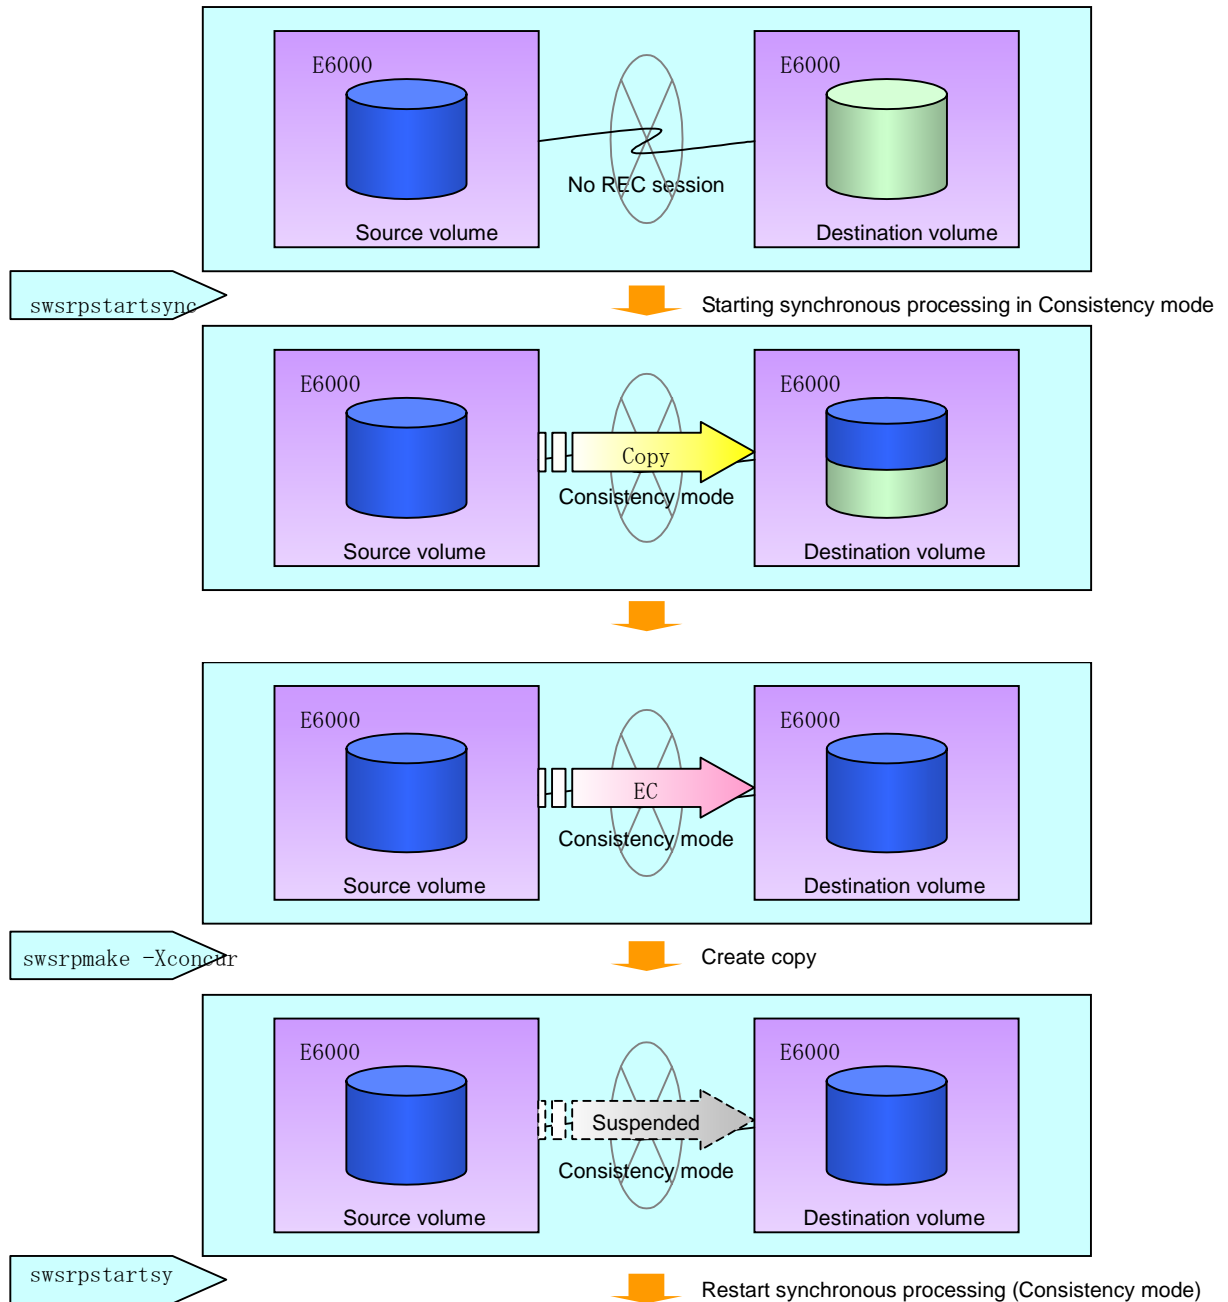 E6000
E6000
No REC session
Source volume
Destination volume
swsrpstartsync
Starting synchronous processing in Consistency mode
E6000
E6000
Copy
Consistency mode
Source volume
Destination volume
E6000
E6000
EC
Consistency mode
Source volume
Destination volume
swsrpmake -Xconcur
Create copy
E6000
E6000
Suspended
Consistency mode
Source volume
Destination volume
swsrpstartsy
Restart synchronous processing (Consistency mode)